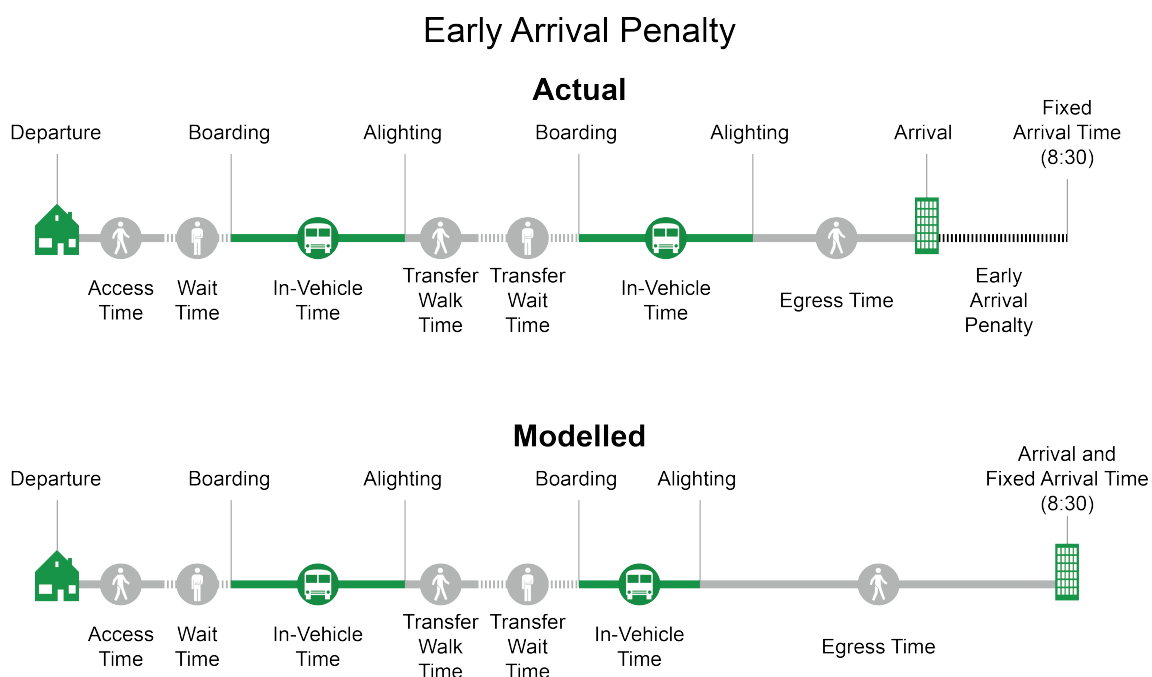 Early Arrival Penalty
Actual
Departure
Boarding
Alighting
Boarding
Alighting
Arrival
Fixed
Arrival Time
(8:30)
Access
Time
Wait
Time
In-Vehicle
Time
Transfer
Walk
Time
Transfer
Wait
Time
In-Vehicle
Time
Egress Time
Early
Arrival
Penalty
Modelled
Departure
Boarding
Alighting
Boarding
Alighting
Arrival and
Fixed Arrival Time
(8:30)
Access
Time
Wait
Time
In-Vehicle
Time
Transfer
Walk
Time
Transfer
Wait
Time
In-Vehicle
Time
Egress Time